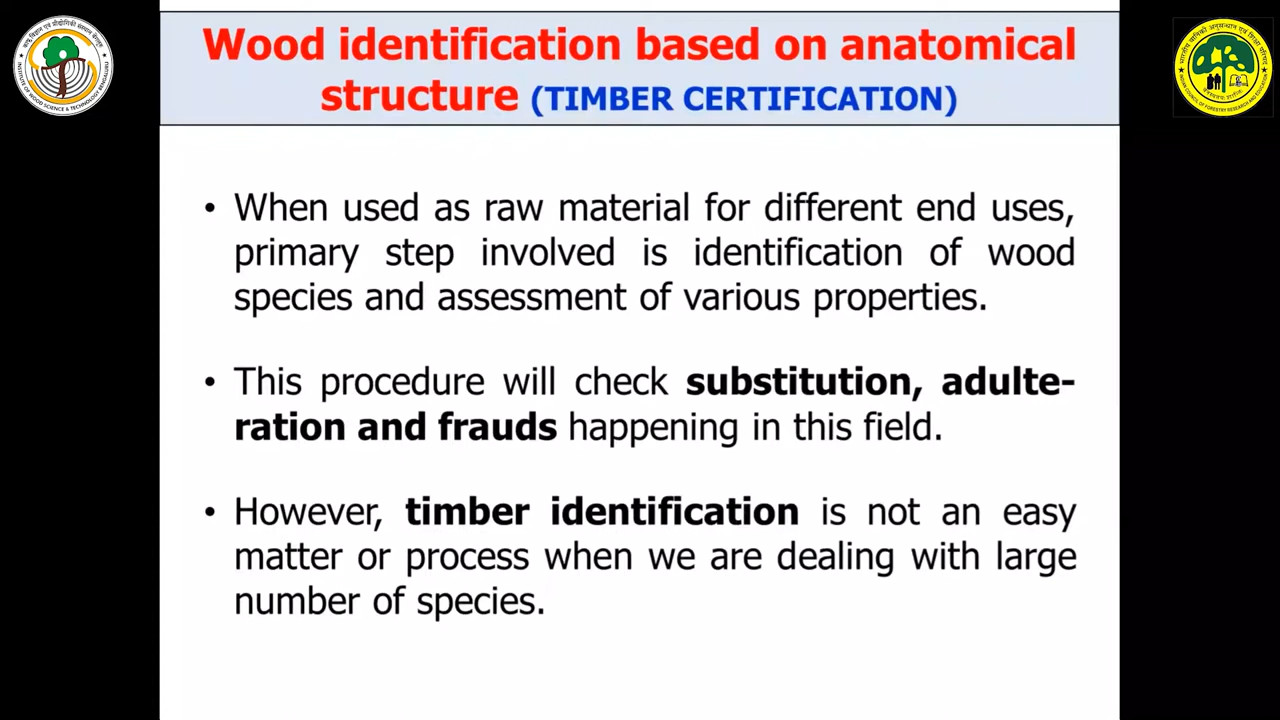 Wood identification based on anatomical
structure (TIMBER CERTIFICATION)
• When used as raw material for different end uses,
primary step involved is identification of wood
species and assessment of various properties.
• This procedure will check substitution, adulte-
ration and frauds happening in this field.
• However, timber identification is not an easy
matter or process when we are dealing with large
number of species.